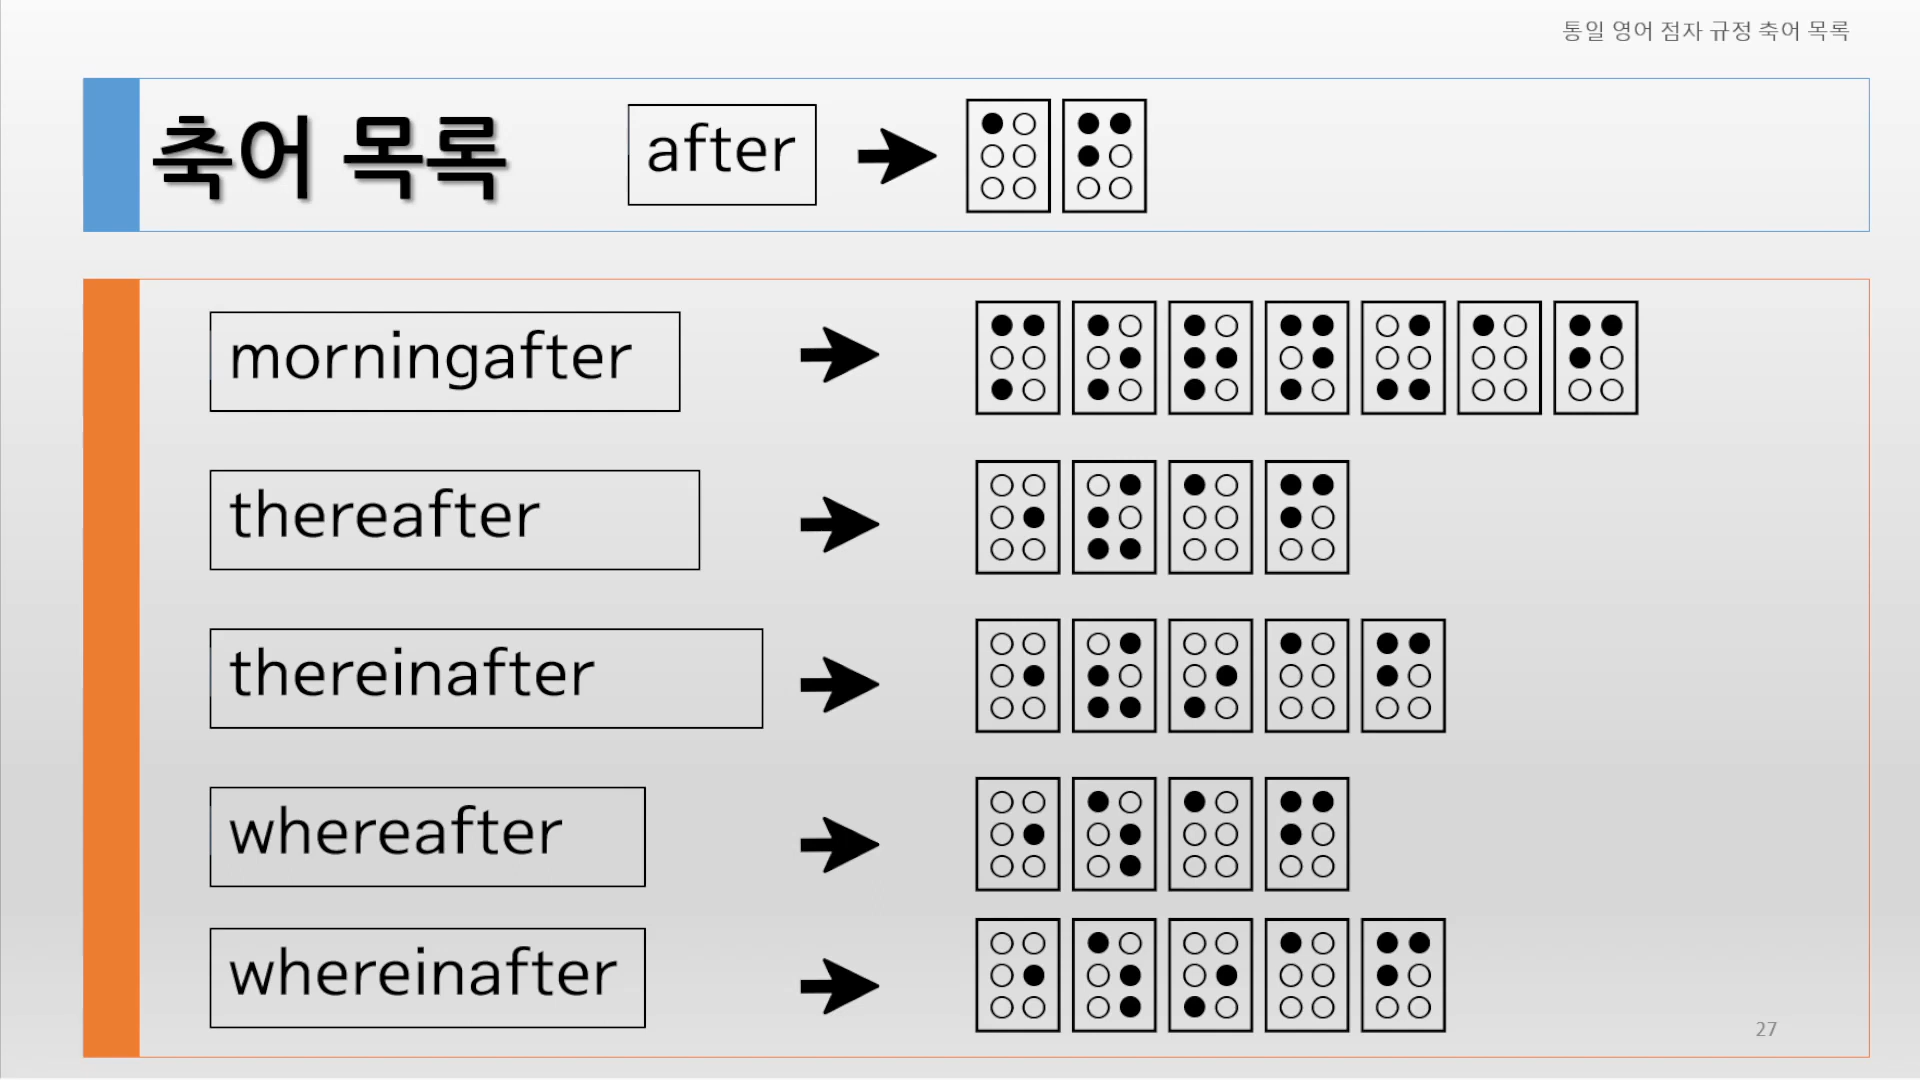 통일 영어 점자 규정 축어 목록
축어 목록 after
morningafter
thereafter
thereinafter
whereafter
whereinafter
27